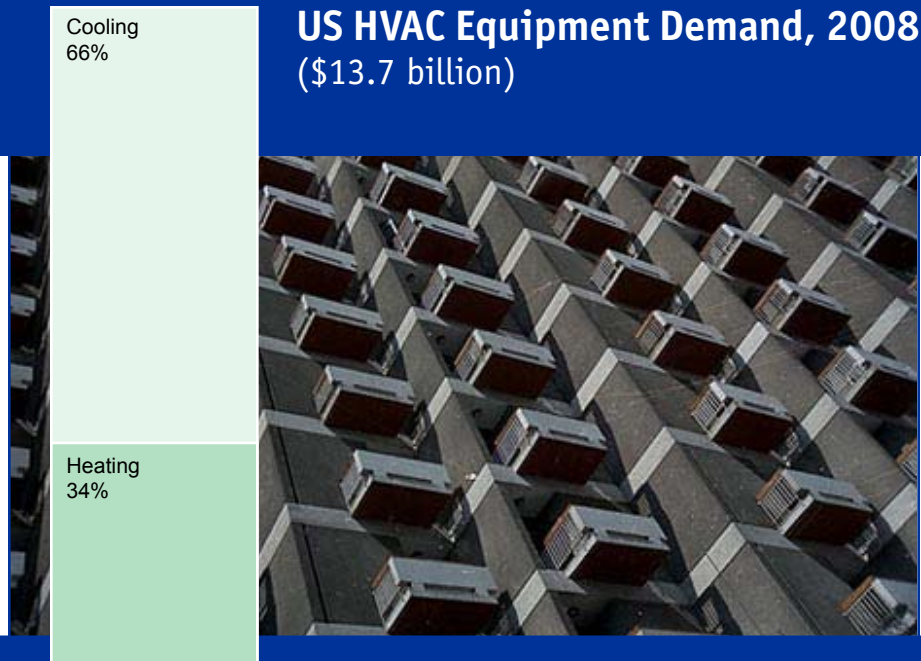 Cooling
66%
US HVAC Equipment Demand, 2008
($13.7 billion)
Heating
34%